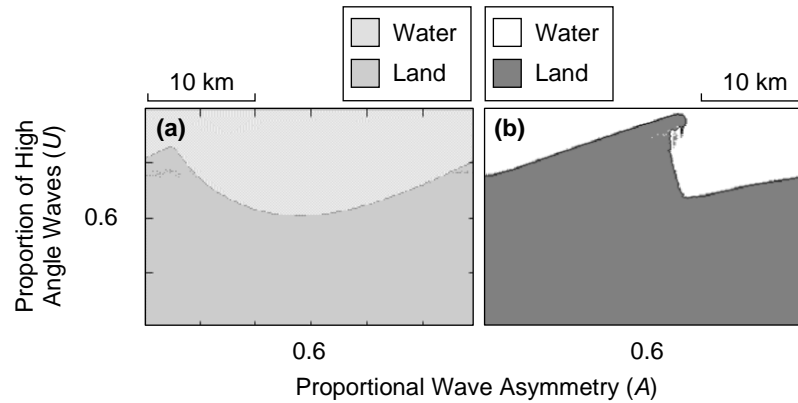 Water
Land
Water
Land
10 km
10 km
(a)
(b)
Proportion of High
Angle Waves (U)
0.6
0.6
0.6
Proportional Wave Asymmetry (A)